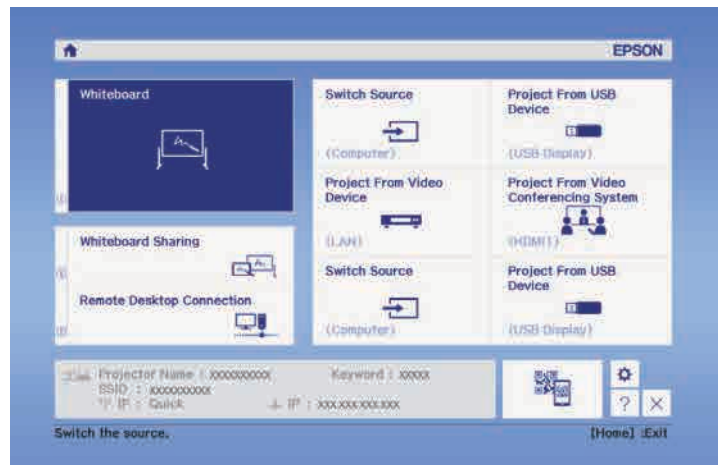 EPSON
Whiteboard
Switch Source
(Computer)
Project From USB
Device
(USB Display)
Project From Video
Device
(LAN)
Project From Video
Conferencing System
(HDMI1)
Whiteboard Sharing
Remote Desktop Connection
Switch Source
(Computer)
Project From USB
Device
(USB Display)
Projector Name : xxxxxxxxxx Keyword : xxxxx
SSID : xxxxxxxxxx
IP : Quick IP : xxx.xxx.xxx.xxx
?
Switch the source.
[Home] :Exit